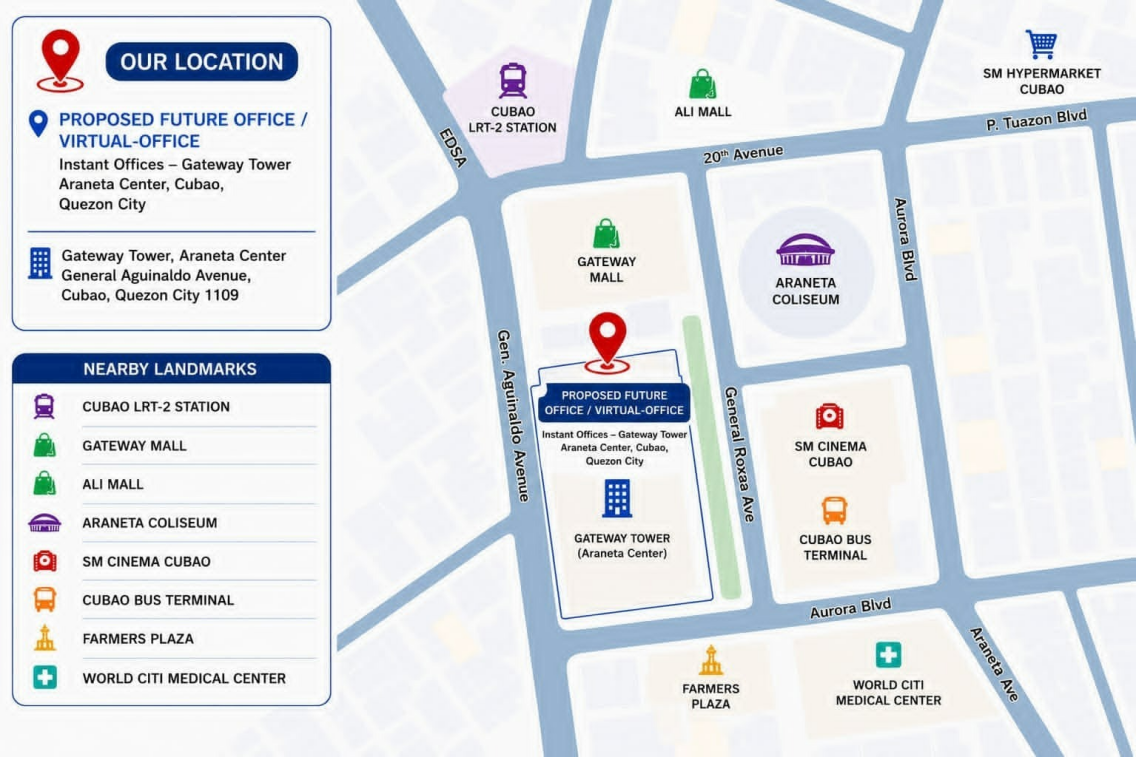 OUR LOCATION
PROPOSED FUTURE OFFICE /
VIRTUAL-OFFICE
Instant Offices – Gateway Tower
Araneta Center, Cubao,
Quezon City
Gateway Tower, Araneta Center
General Aguinaldo Avenue,
Cubao, Quezon City 1109
NEARBY LANDMARKS
CUBAO LRT-2 STATION
GATEWAY MALL
ALI MALL
ARANETA COLISEUM
SM CINEMA CUBAO
CUBAO BUS TERMINAL
FARMERS PLAZA
WORLD CITI MEDICAL CENTER
EDSA
CUBAO
LRT-2 STATION
ALI MALL
SM HYPERMARKET
CUBAO
P. Tuazon Blvd
20th Avenue
Aurora Blvd
GATEWAY
MALL
ARANETA
COLISEUM
Gen. Aguinaldo Avenue
PROPOSED FUTURE
OFFICE / VIRTUAL-OFFICE
Instant Offices – Gateway Tower
Araneta Center, Cubao,
Quezon City
GATEWAY TOWER
(Araneta Center)
General Roxaa Ave
SM CINEMA
CUBAO
CUBAO BUS
TERMINAL
Aurora Blvd
Araneta Ave
FARMERS
PLAZA
WORLD CITI
MEDICAL CENTER